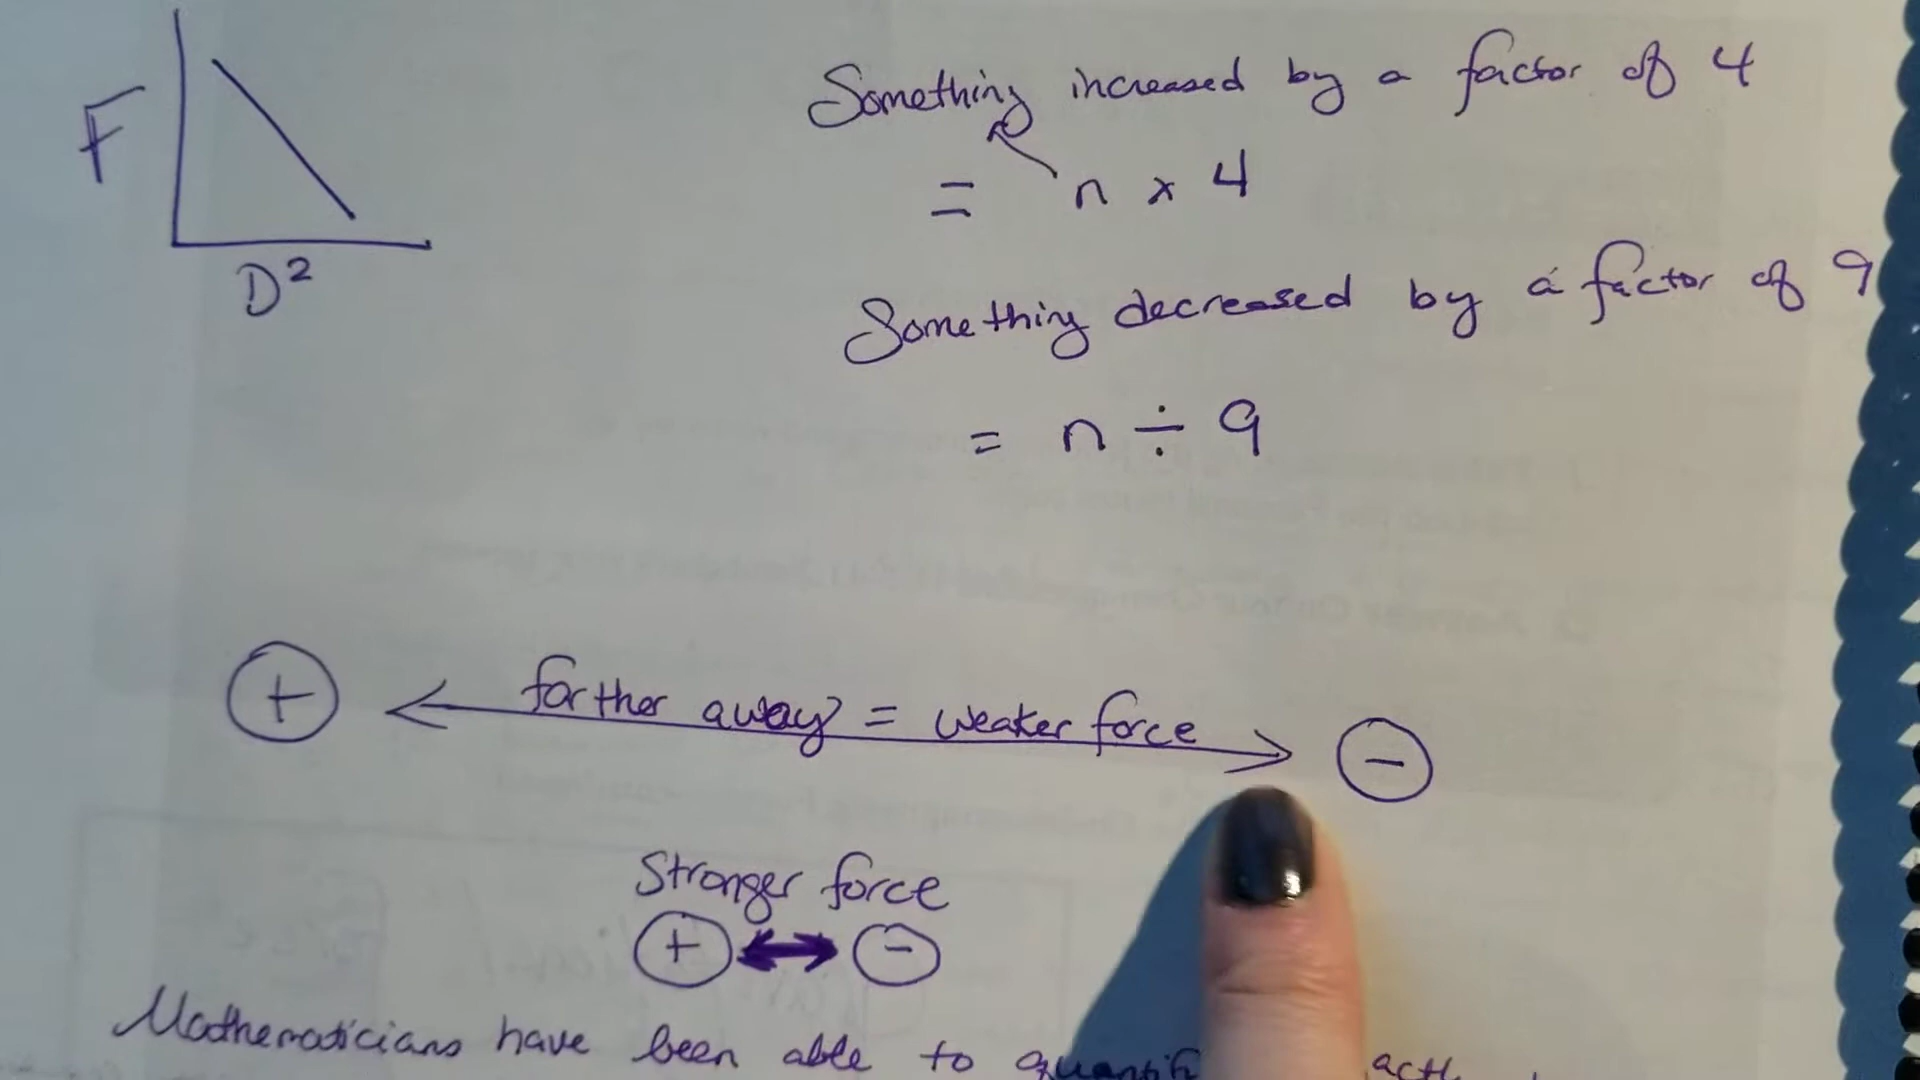 F
D²
Something increased by a factor of 4
= n × 4
Something decreased by a factor of 9
= n ÷ 9
+ farther away = weaker force -
Stronger force
+ -
Mathematicians have been able to